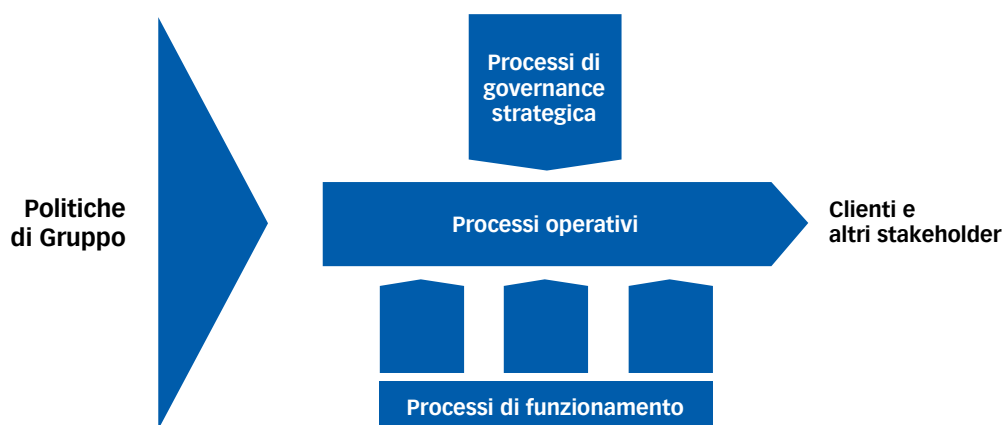 Processi di
governance
strategica
Politiche
di Gruppo
Processi operativi
Clienti e
altri stakeholder
Processi di funzionamento